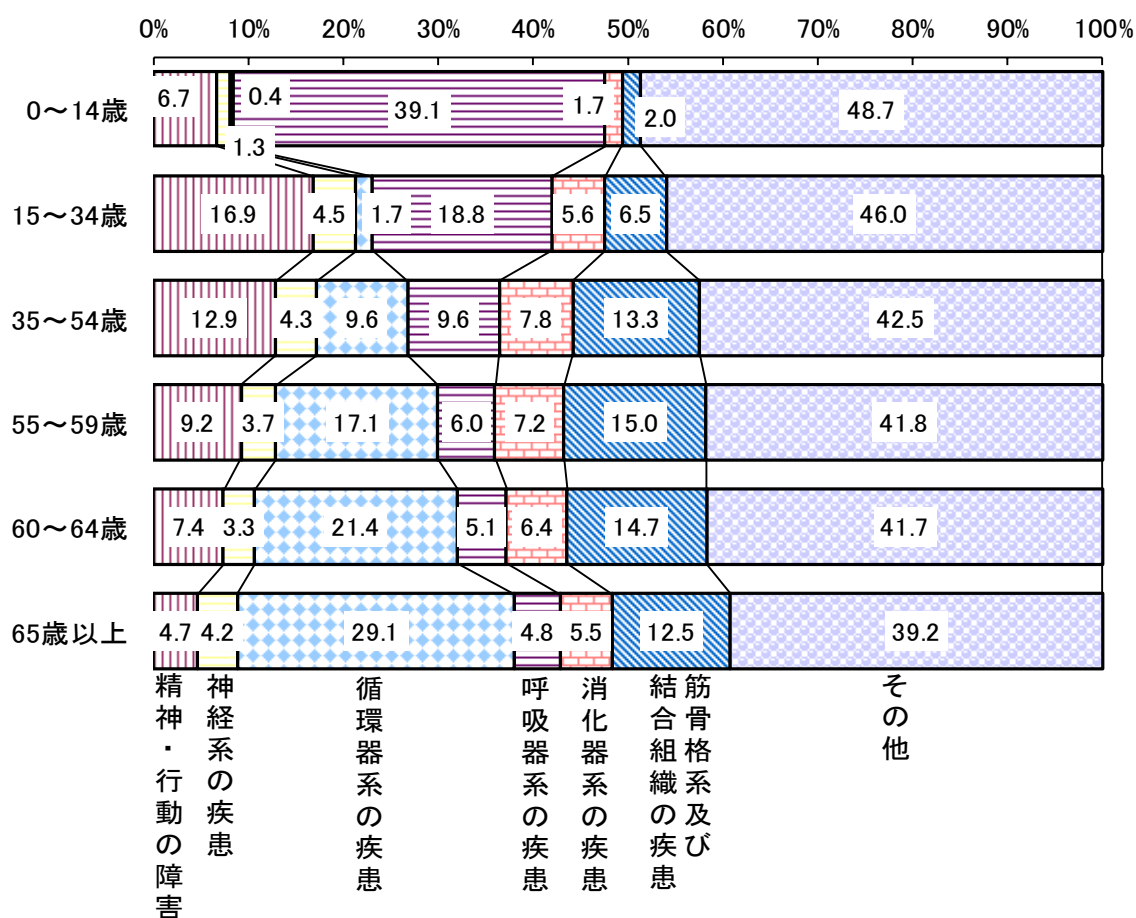 0% 10% 20% 30% 40% 50% 60% 70% 80% 90% 100%
0～14歳 6.7 1.3 0.4 39.1 1.7 2.0 48.7
15～34歳 16.9 4.5 1.7 18.8 5.6 6.5 46.0
35～54歳 12.9 4.3 9.6 9.6 7.8 13.3 42.5
55～59歳 9.2 3.7 17.1 6.0 7.2 15.0 41.8
60～64歳 7.4 3.3 21.4 5.1 6.4 14.7 41.7
65歳以上 4.7 4.2 29.1 4.8 5.5 12.5 39.2
精神・行動の障害
神経系の疾患
循環器系の疾患
呼吸器系の疾患
消化器系の疾患
筋骨格系及び
結合組織の疾患
その他